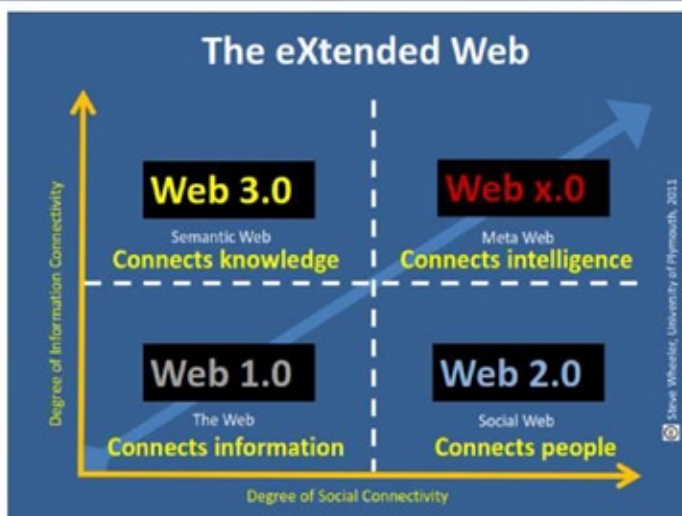 The eXtended Web
Degree of Information Connectivity
Web 3.0
Semantic Web
Connects knowledge
Web x.0
Meta Web
Connects intelligence
Web 1.0
The Web
Connects information
Web 2.0
Social Web
Connects people
Degree of Social Connectivity
Steve Wheeler, University of Plymouth, 2011